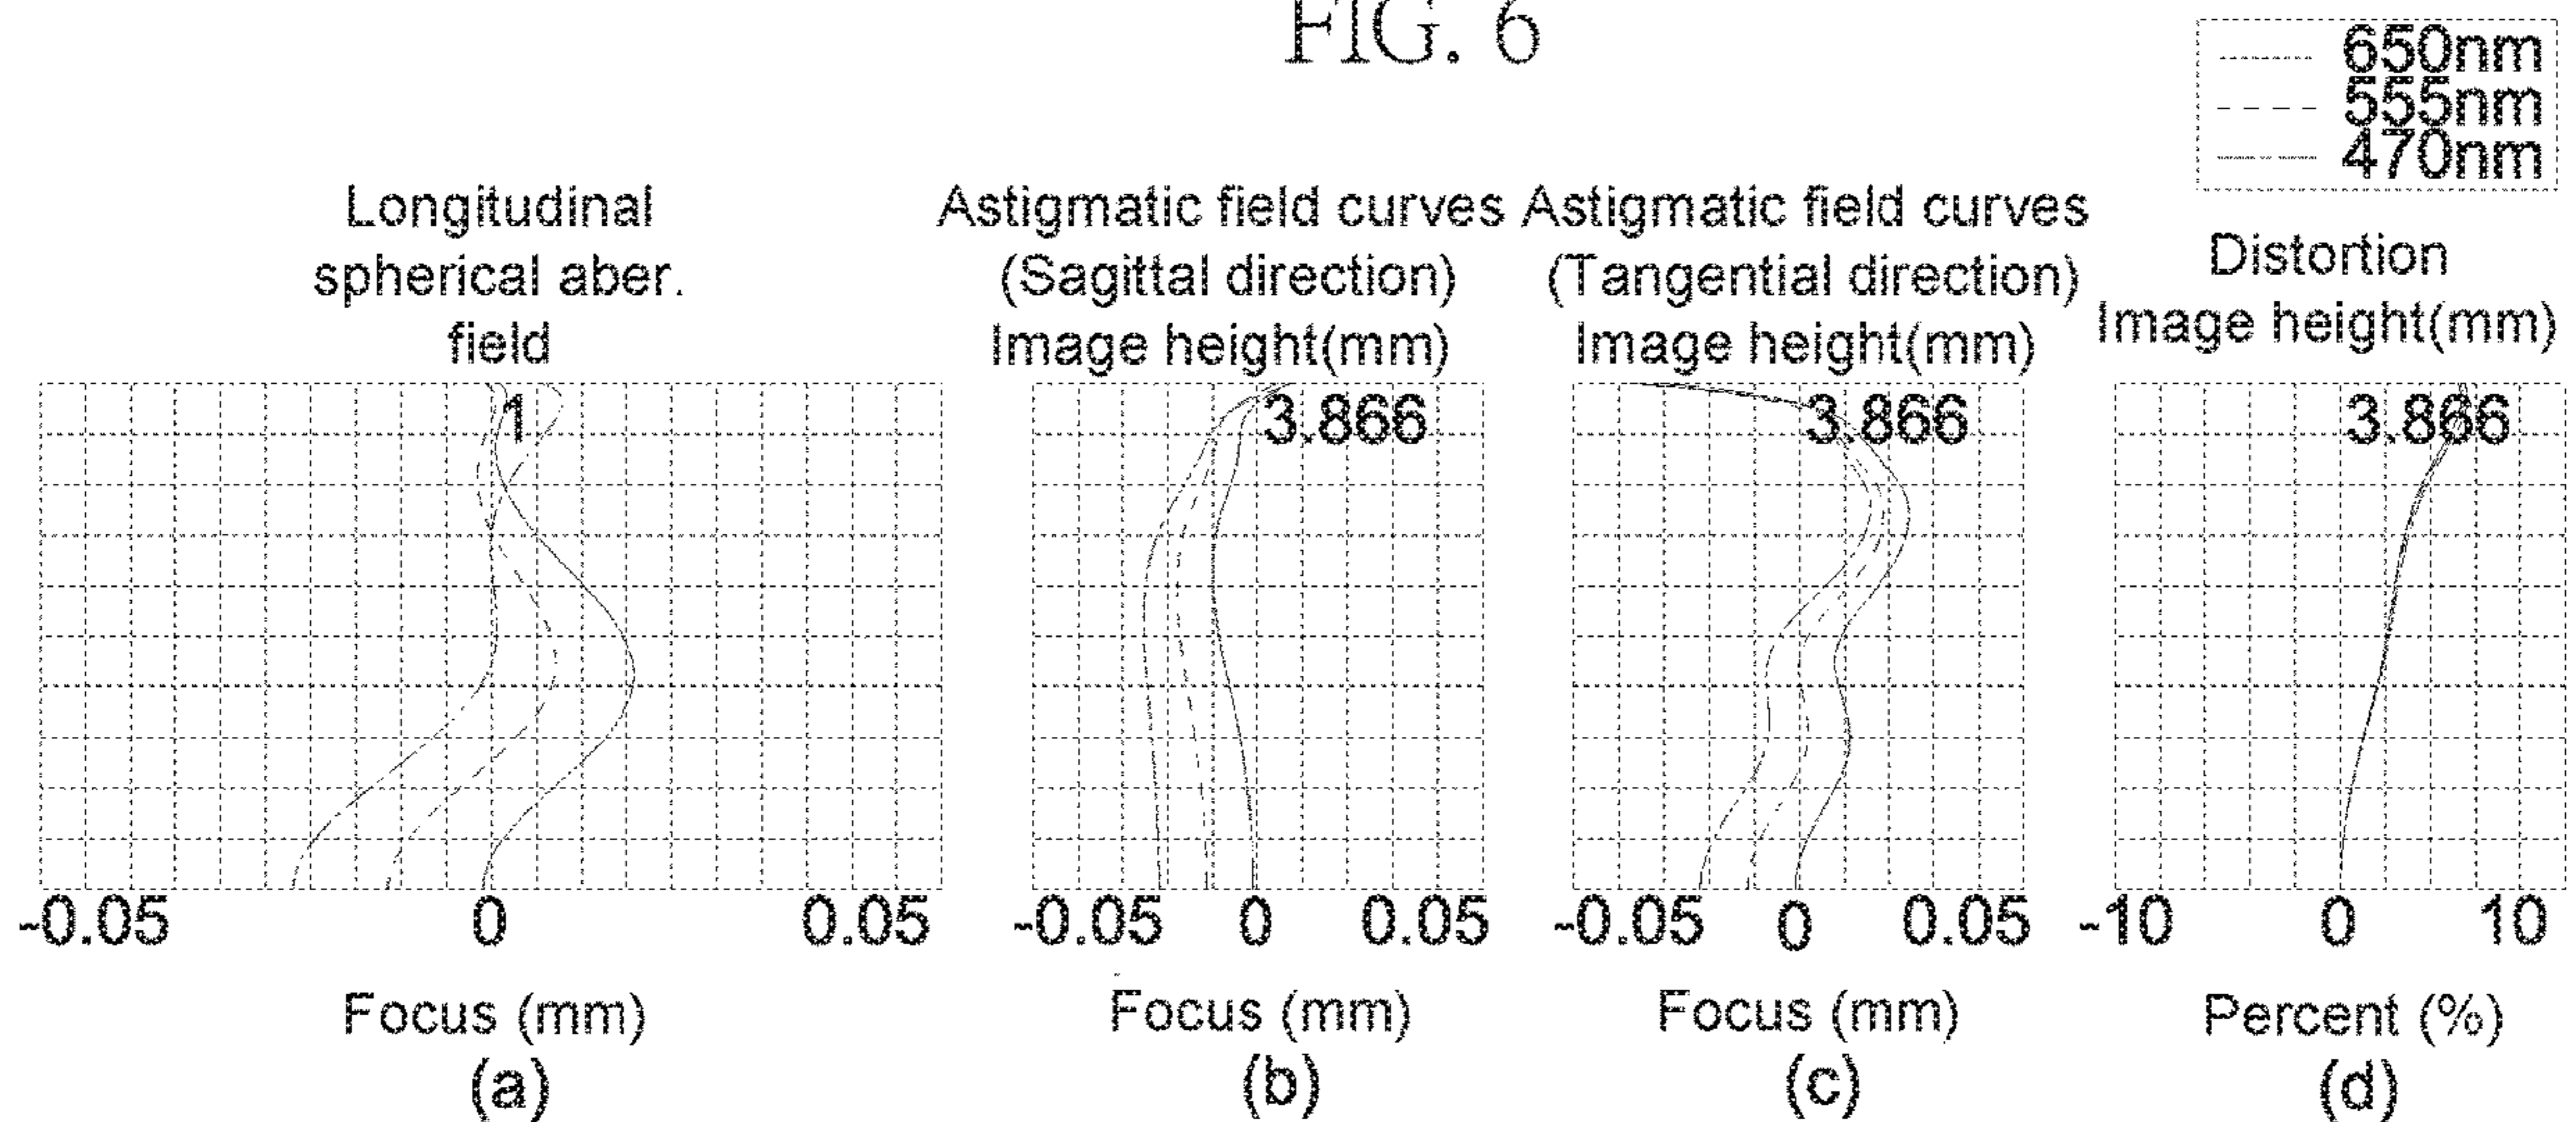 FIG. 6
650nm
555nm
470nm
Longitudinal
spherical aber.
field
1
-0.05 0 0.05
Focus (mm)
(a)
Astigmatic field curves
(Sagittal direction)
Image height(mm)
3.866
-0.05 0 0.05
Focus (mm)
(b)
Astigmatic field curves
(Tangential direction)
Image height(mm)
3.866
-0.05 0 0.05
Focus (mm)
(c)
Distortion
Image height(mm)
3.866
-10 0 10
Percent (%)
(d)